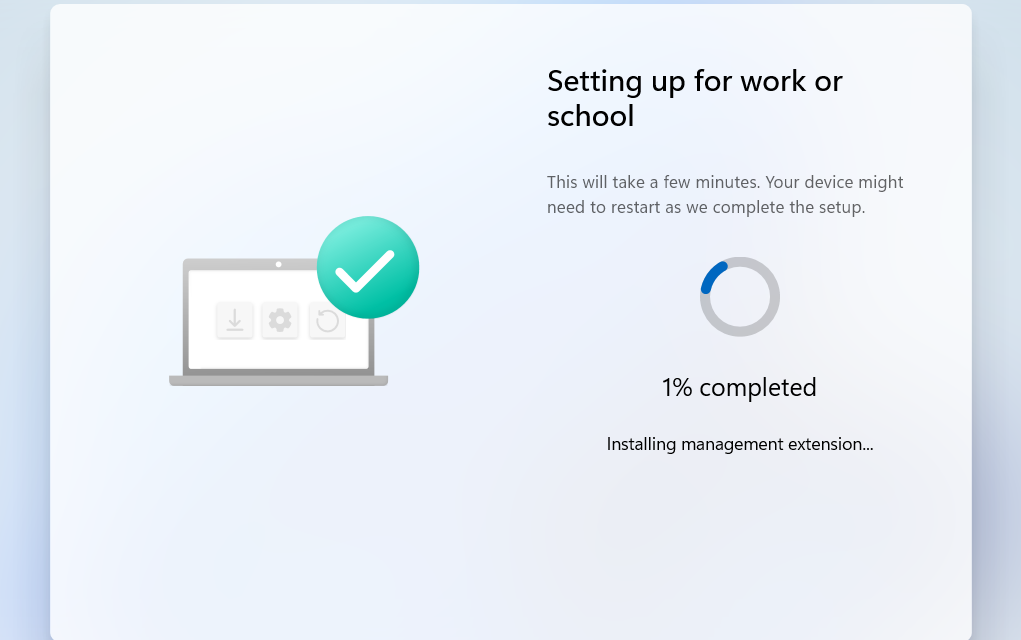 Setting up for work or
school
This will take a few minutes. Your device might
need to restart as we complete the setup.
1% completed
Installing management extension...